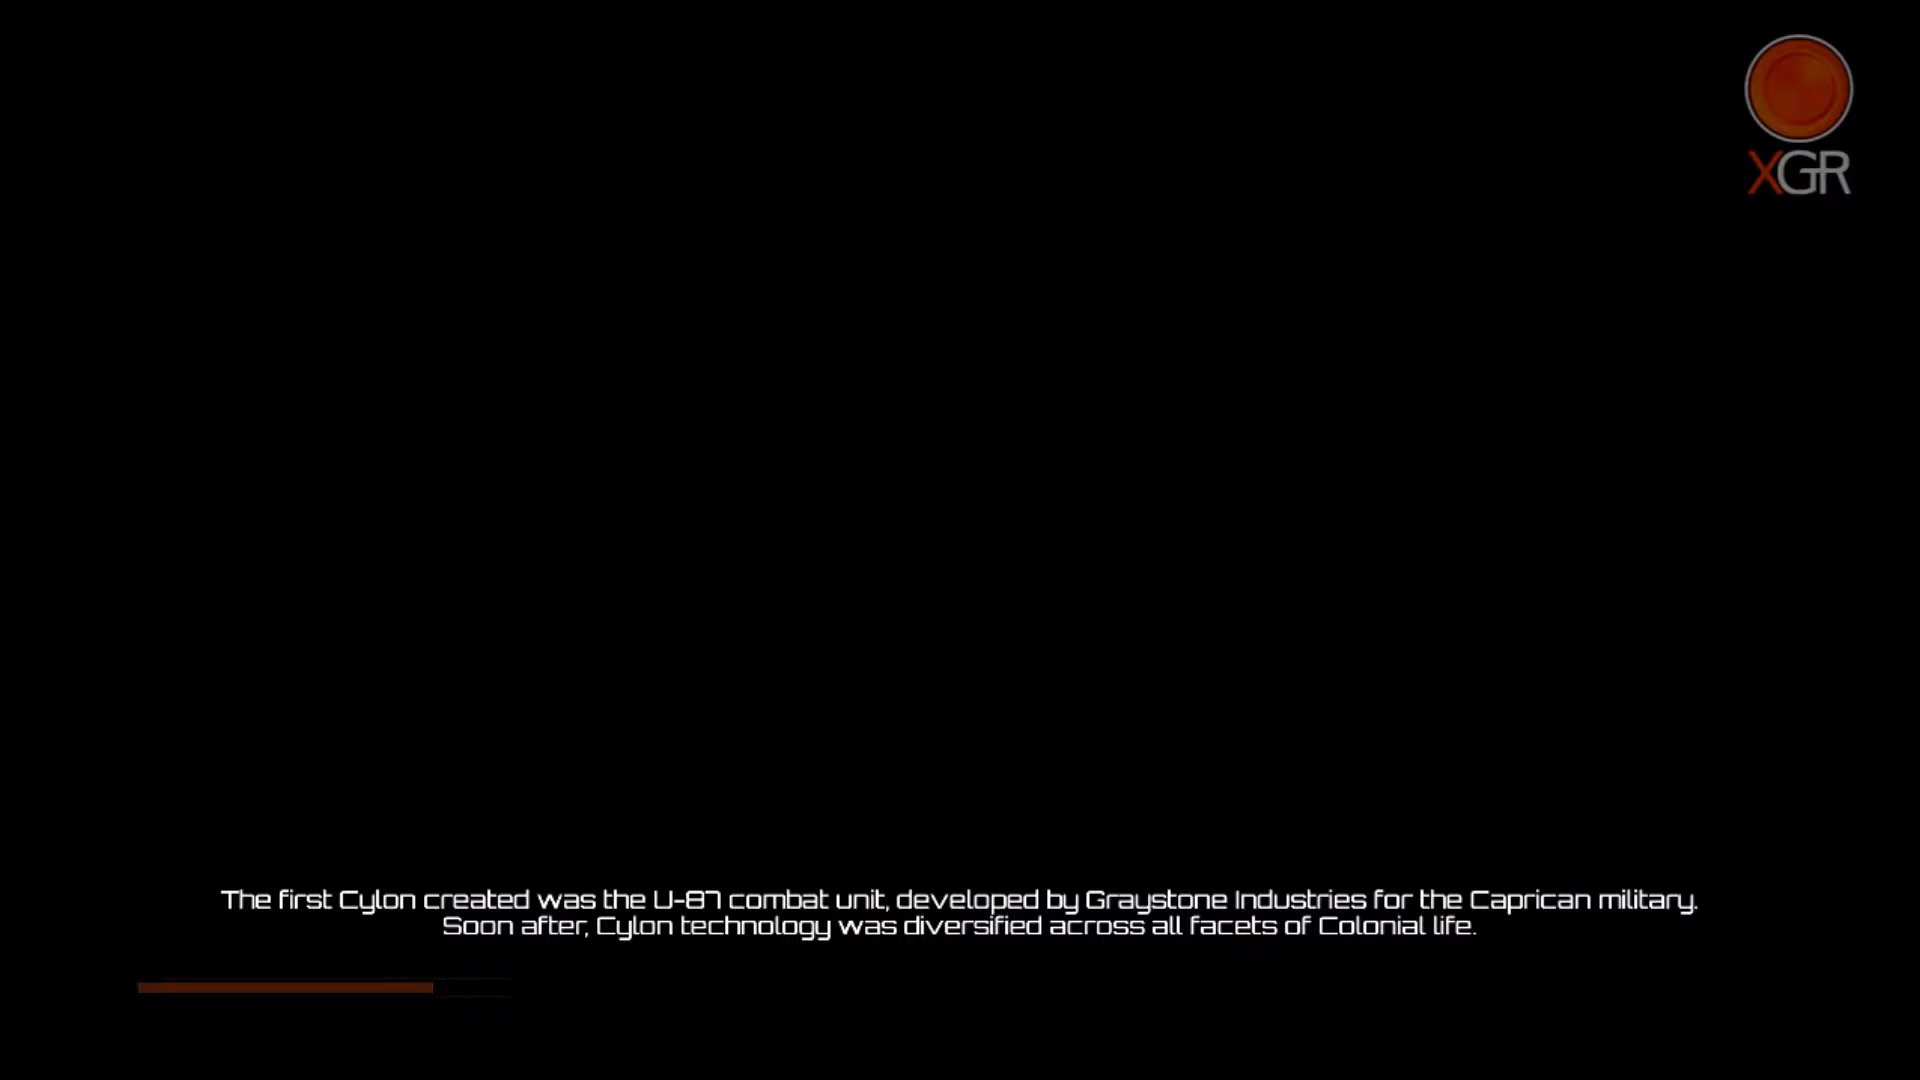 XGR
The first Cylon created was the U-87 combat unit, developed by Graystone Industries for the Caprican military.
Soon after, Cylon technology was diversified across all facets of Colonial life.